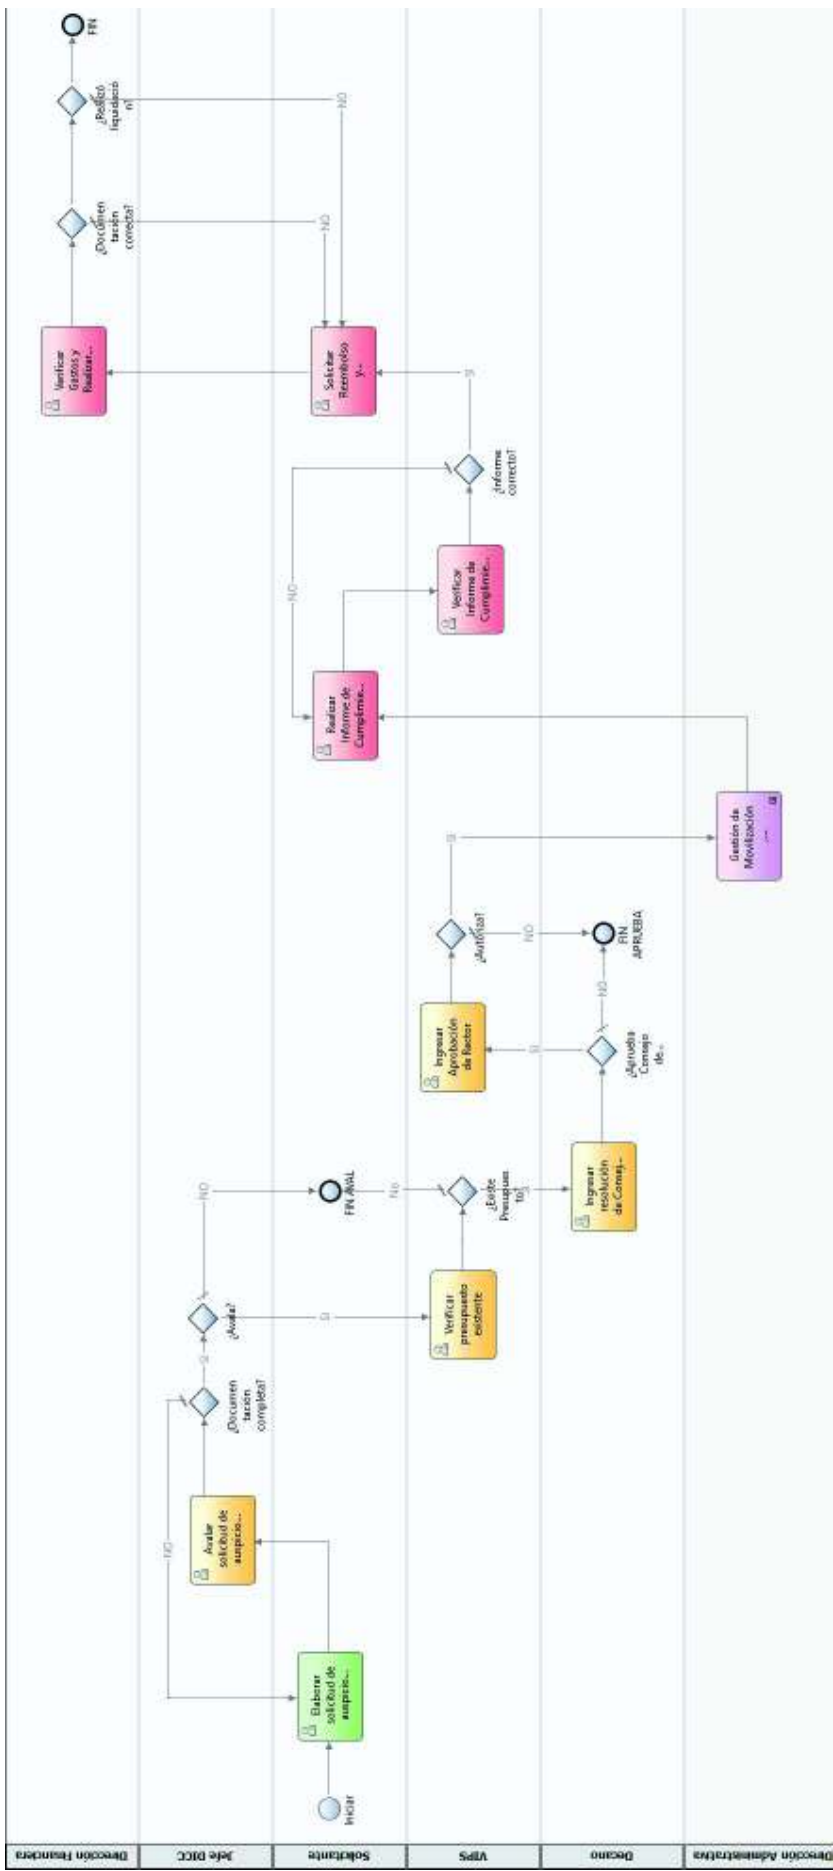 Dirección Financiera
Verificar
Gastos y
Realizar...
¿Documen
tación
correcta?
NO
¿Realizó
liquidació
n?
NO
FIN
Jefe DICC
Avalar
solicitud de
auspicio...
¿Documen
tación
completa?
NO
SI
¿Avala?
NO
SI
Solicitante
Iniciar
Elaborar
solicitud de
auspicio...
FIN AVAL
Realizar
Informe de
Cumplimie...
NO
Solicitar
Reembolso
y...
VIPS
Verificar
presupuesto
existente
¿Existe
Presupues
to?
No
SI
Ingresar
Aprobación
de Rector
¿Autoriza?
NO
SI
Verificar
Informe de
Cumplimie...
¿Informe
correcto?
SI
Decano
Ingresar
resolución
de Consej...
¿Aprueba
Consejo
de...
SI
NO
FIN
APRUEBA
Dirección Administrativa
Gestión de
Movilización
...